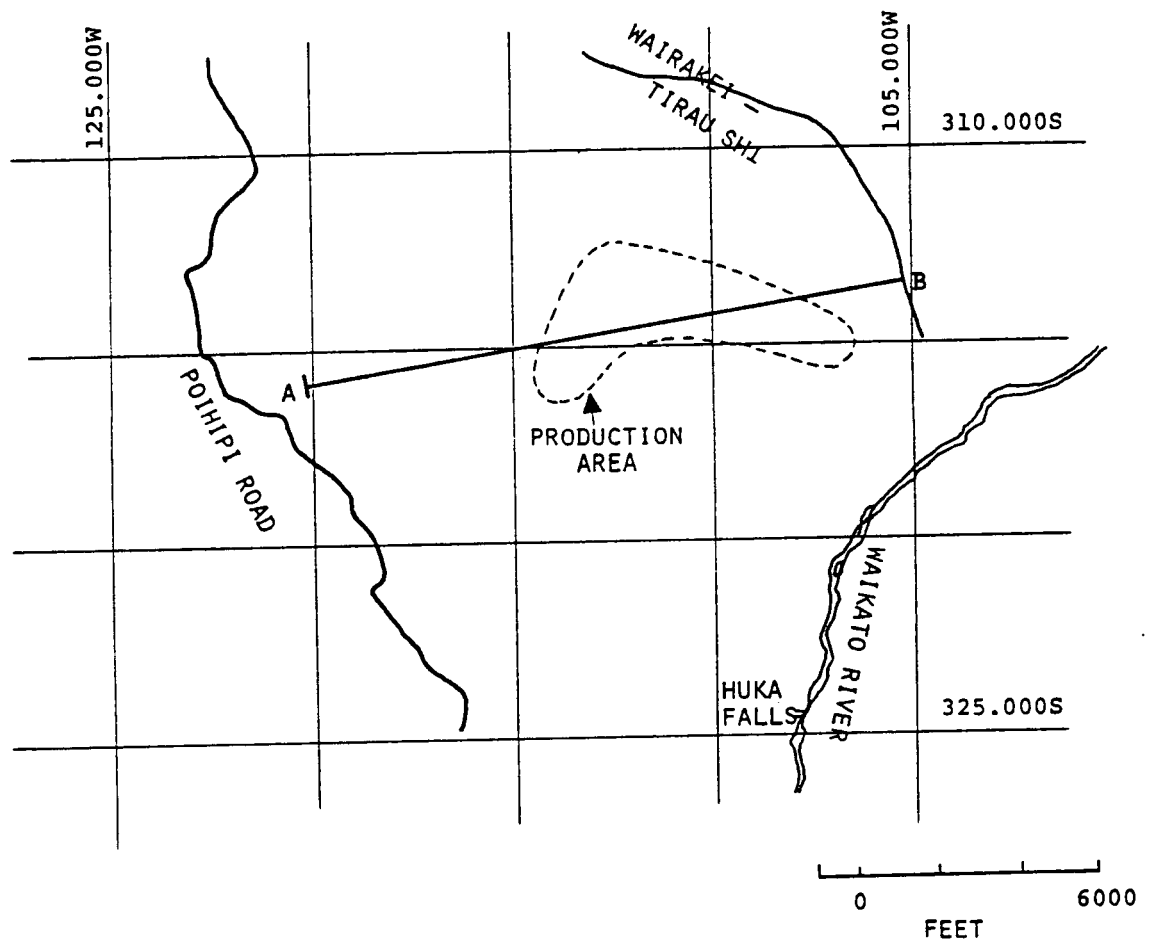 125.000W
WAIRAKEI –
TIRAU SH1
105.000W
310.000S
B
A
POIHIPI ROAD
PRODUCTION
AREA
WAIKATO RIVER
HUKA
FALLS
325.000S
0
6000
FEET